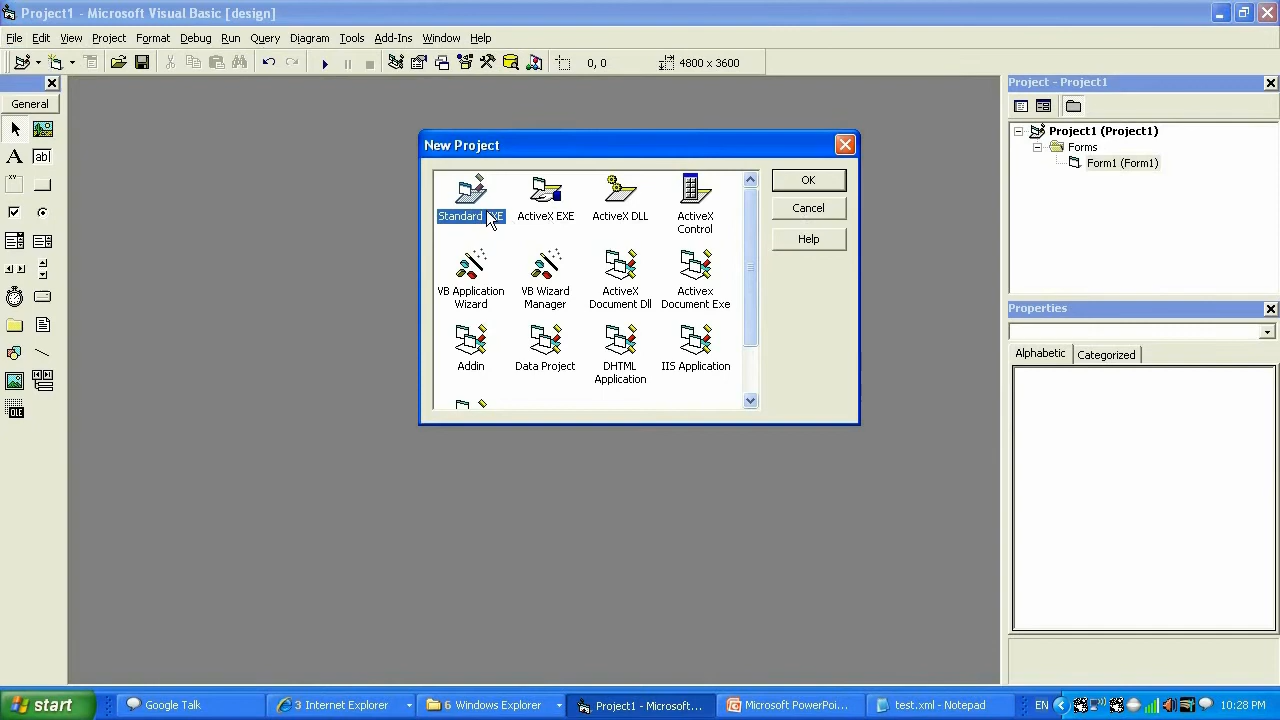 Project1 - Microsoft Visual Basic [design]
File Edit View Project Format Debug Run Query Diagram Tools Add-Ins Window Help
0, 0 4800 x 3600
General
Project - Project1
Project1 (Project1)
Forms
Form1 (Form1)
New Project
Standard EXE ActiveX EXE ActiveX DLL ActiveX
Control
VB Application VB Wizard ActiveX Activex
Wizard Manager Document Dll Document Exe
Addin Data Project DHTML IIS Application
Application
OK
Cancel
Help
Properties
Alphabetic Categorized
A ab|
OLE
start Google Talk 3 Internet Explorer 6 Windows Explorer Project1 - Microsoft... Microsoft PowerPoi... test.xml - Notepad EN 10:28 PM